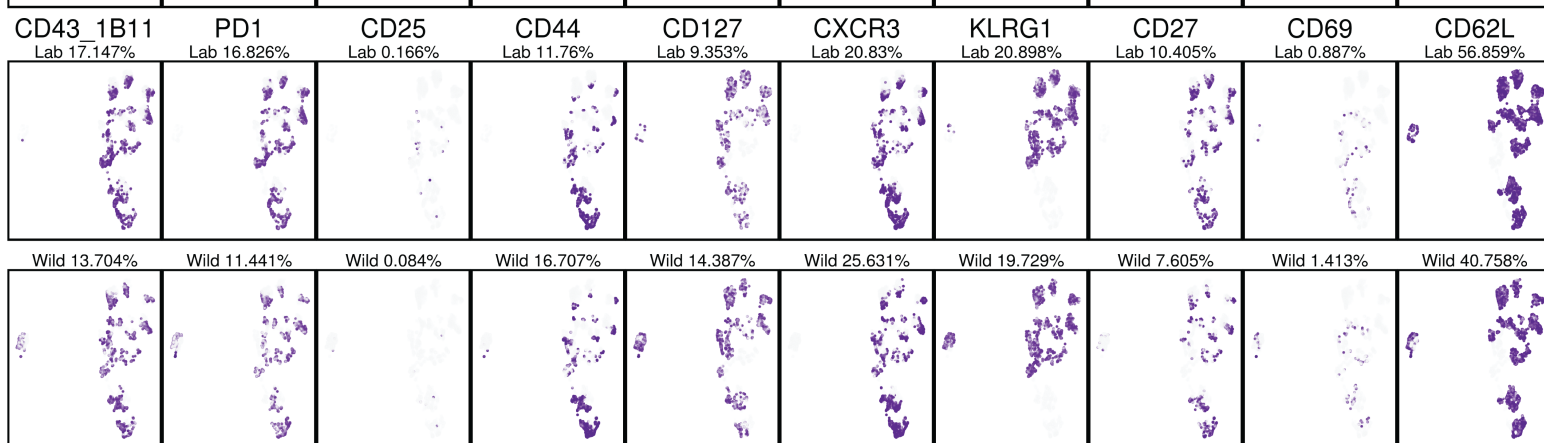 CD43_1B11 PD1 CD25 CD44 CD127 CXCR3 KLRG1 CD27 CD69 CD62L
Lab 17.147% Lab 16.826% Lab 0.166% Lab 11.76% Lab 9.353% Lab 20.83% Lab 20.898% Lab 10.405% Lab 0.887% Lab 56.859%
Wild 13.704% Wild 11.441% Wild 0.084% Wild 16.707% Wild 14.387% Wild 25.631% Wild 19.729% Wild 7.605% Wild 1.413% Wild 40.758%